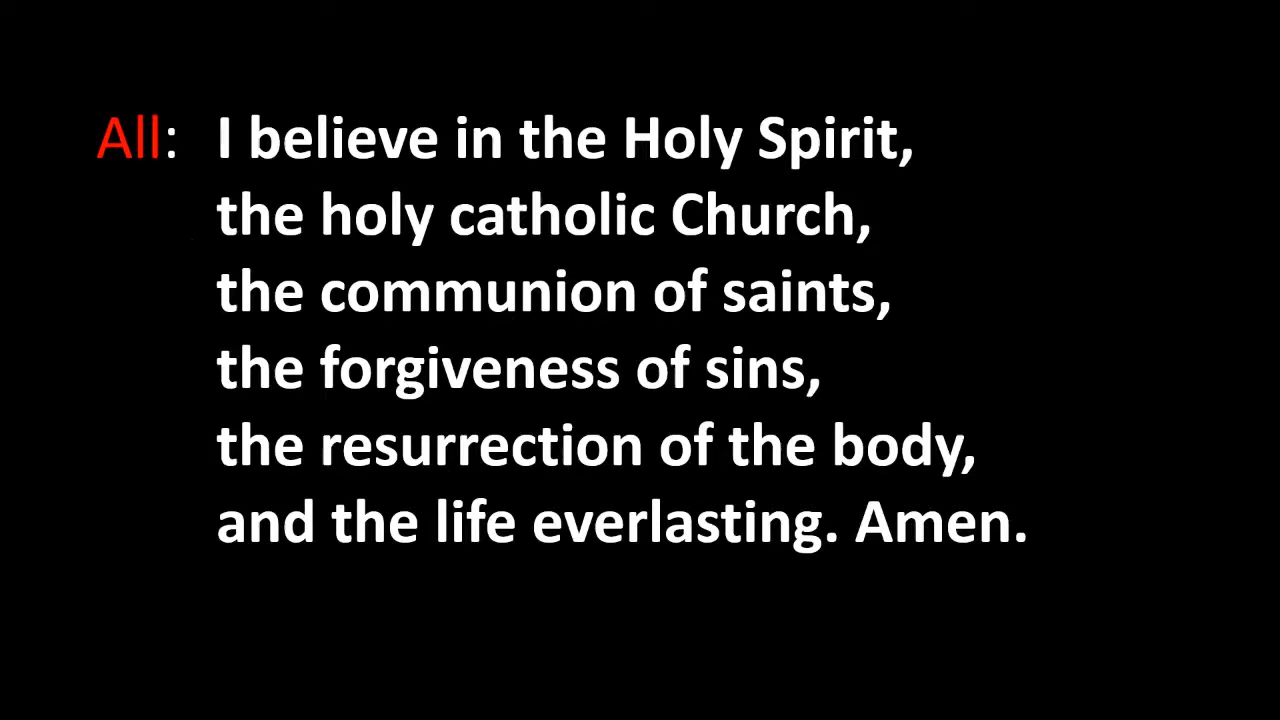 All: I believe in the Holy Spirit,
the holy catholic Church,
the communion of saints,
the forgiveness of sins,
the resurrection of the body,
and the life everlasting. Amen.